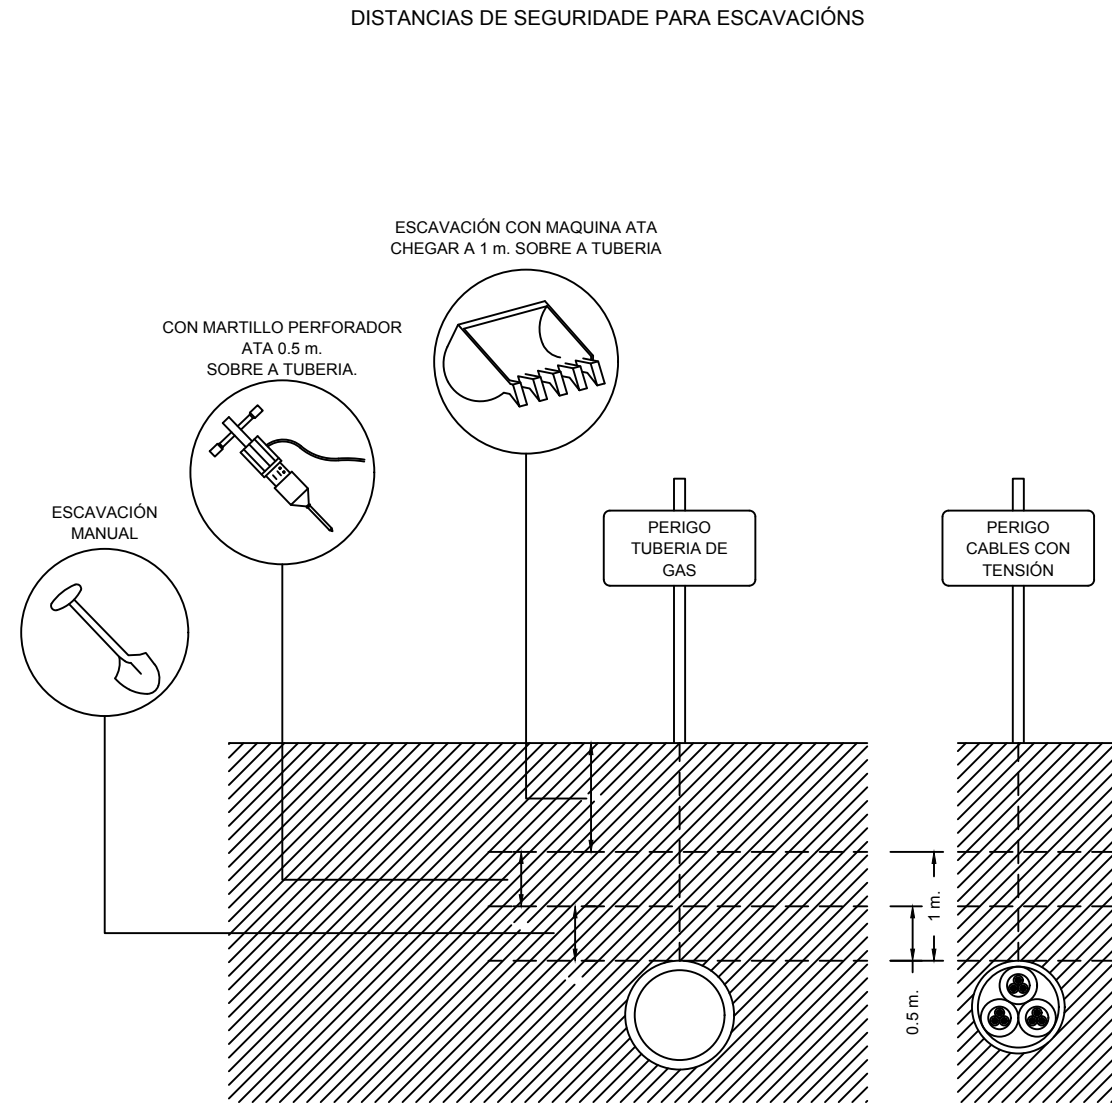 DISTANCIAS DE SEGURIDADE PARA ESCAVACIÓNS
ESCAVACIÓN CON MAQUINA ATA
CHEGAR A 1 m. SOBRE A TUBERIA
CON MARTILLO PERFORADOR
ATA 0.5 m.
SOBRE A TUBERIA.
ESCAVACIÓN
MANUAL
PERIGO
TUBERIA DE
GAS
PERIGO
CABLES CON
TENSIÓN
1 m.
0.5 m.